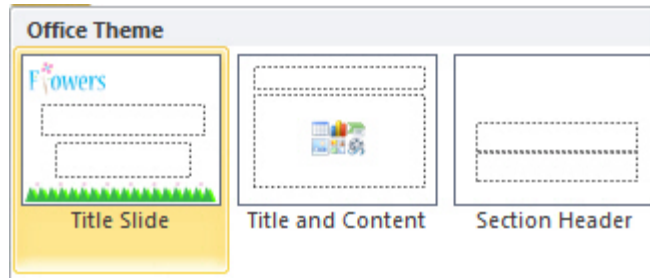 Office Theme
Flowers
Title Slide
Title and Content
Section Header